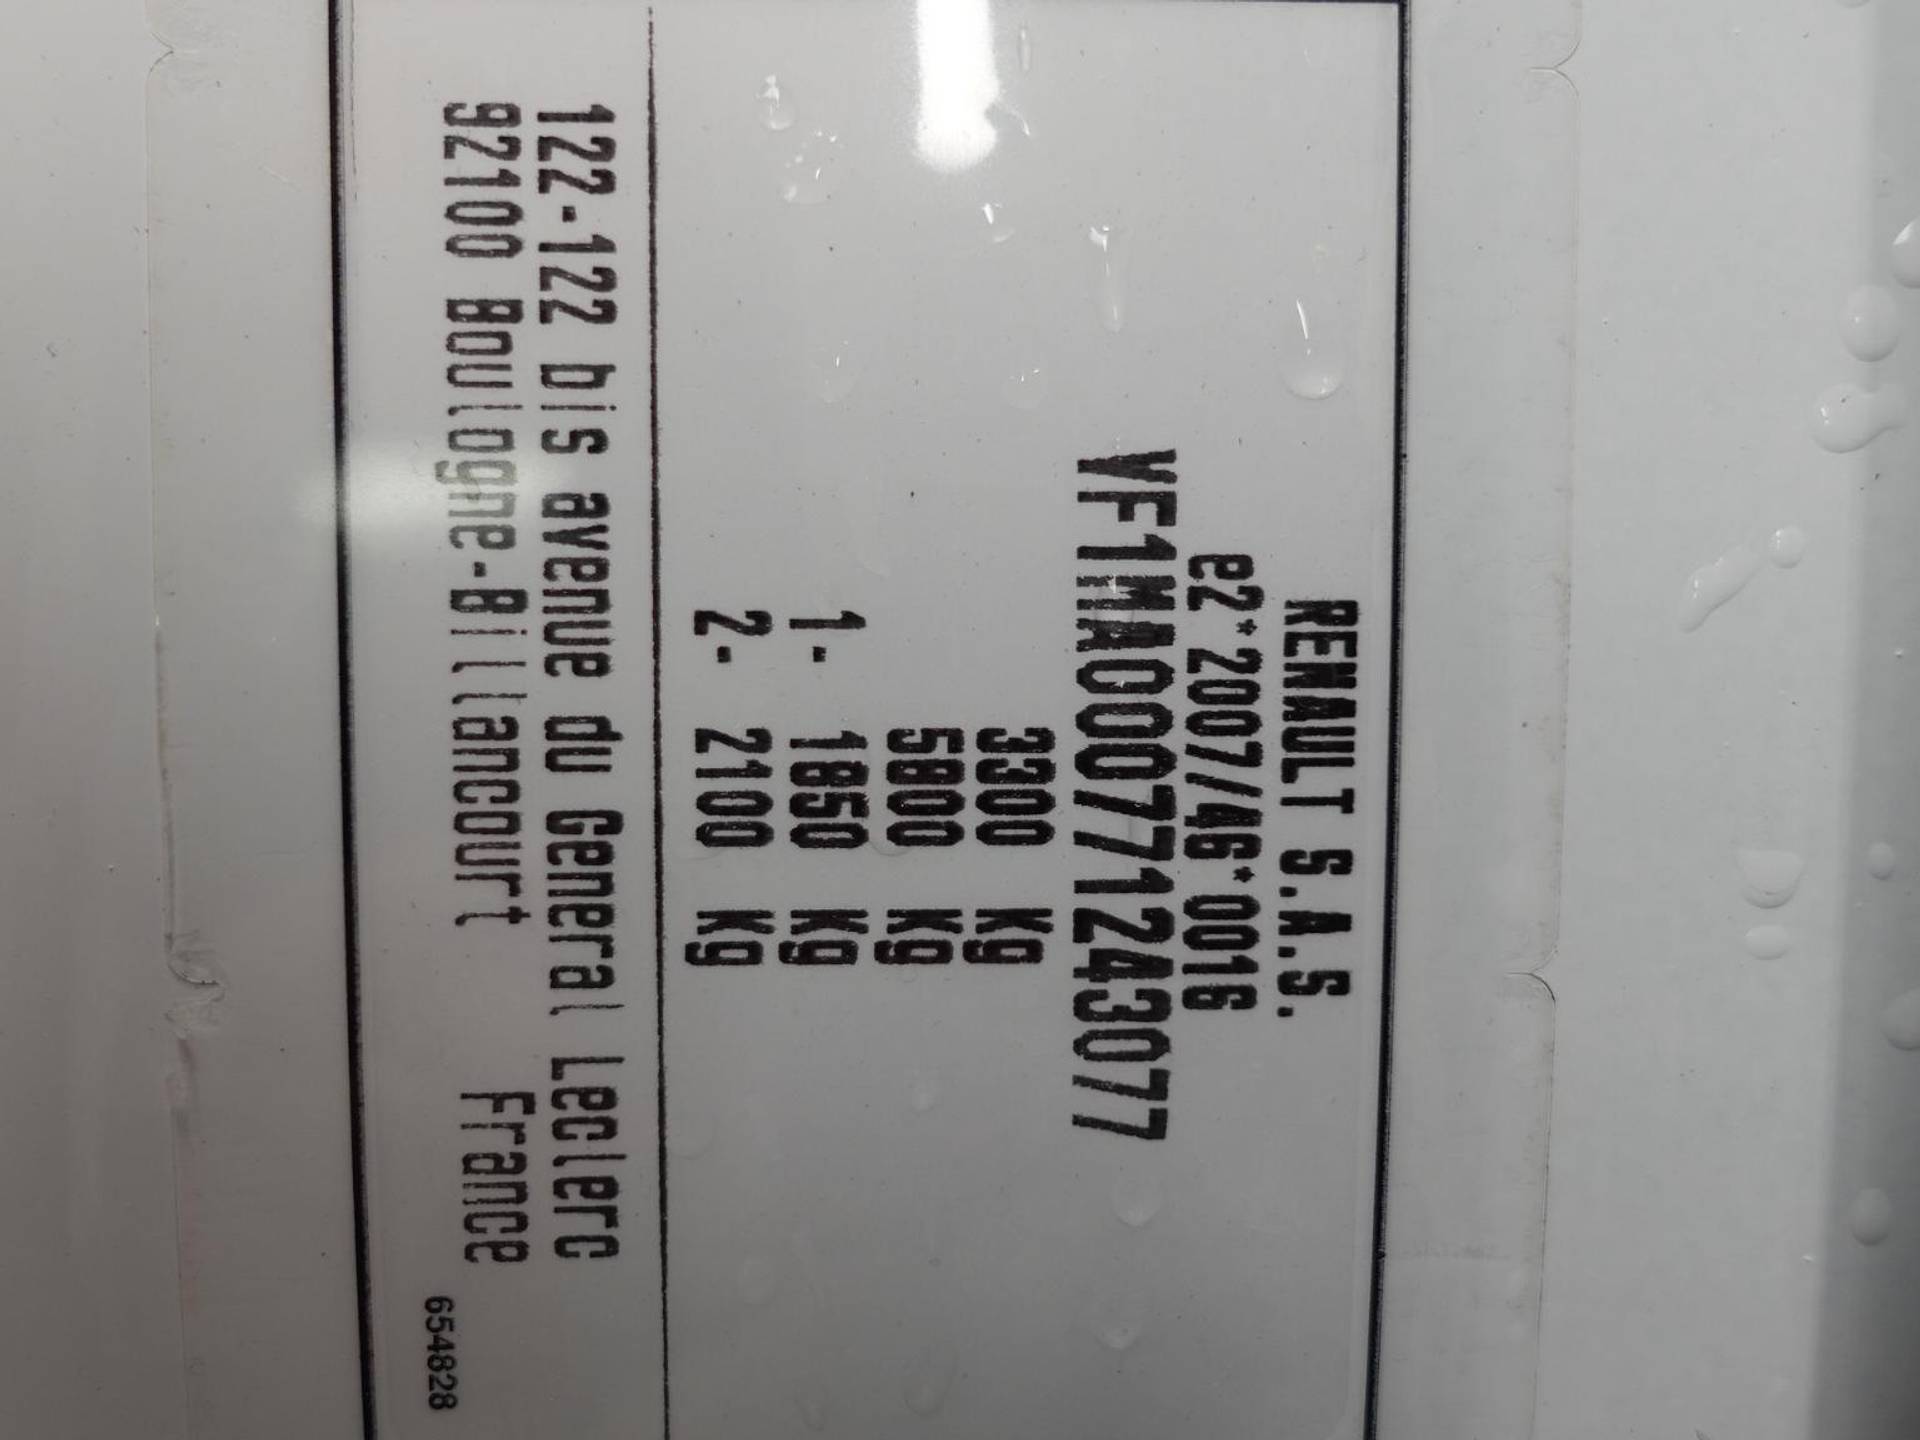 RENAULT S.A.S.
e2*2007/46*0016
VF1MA000771243077
3300 Kg
5800 Kg
1- 1850 Kg
2- 2100 Kg
122-122 bis avenue du General Leclerc
92100 Boulogne-Billancourt France
654828